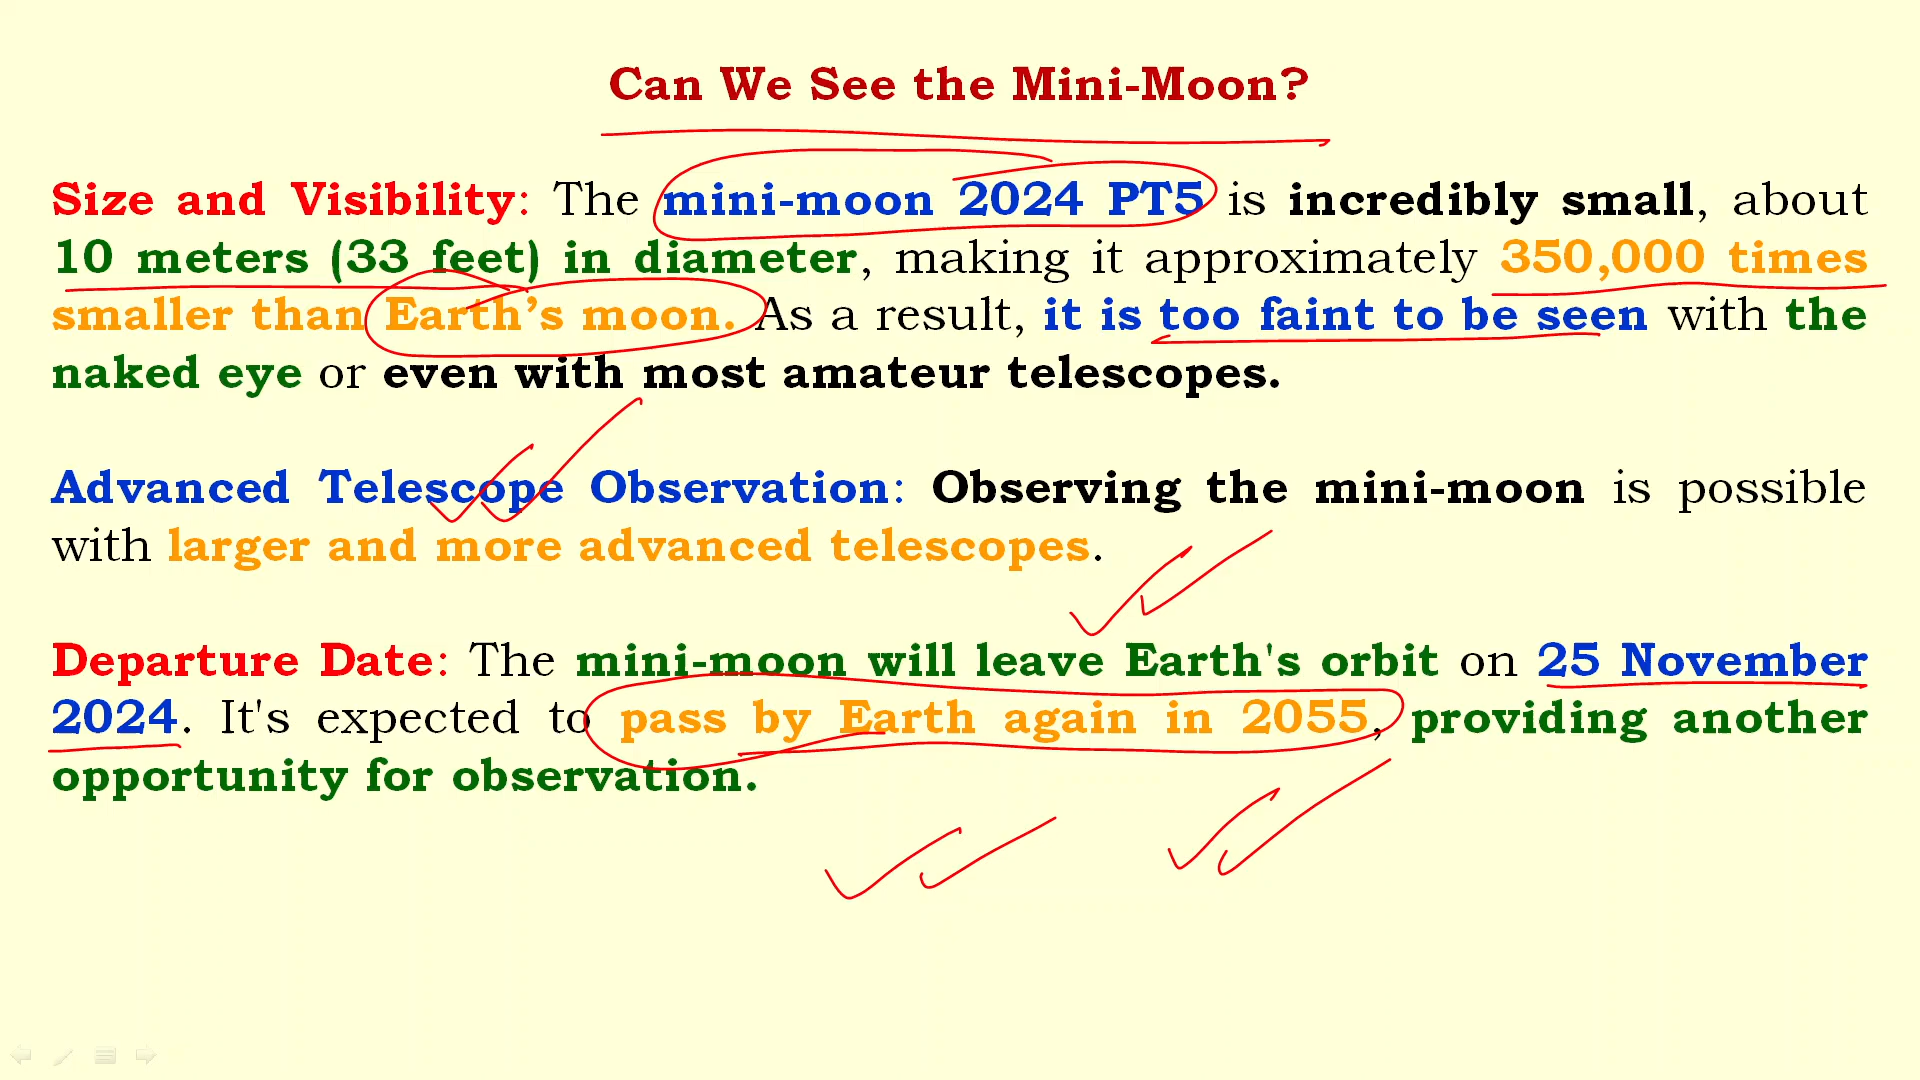 Can We See the Mini-Moon?
Size and Visibility: The mini-moon 2024 PT5 is incredibly small, about
10 meters (33 feet) in diameter, making it approximately 350,000 times
smaller than Earth’s moon. As a result, it is too faint to be seen with the
naked eye or even with most amateur telescopes.
Advanced Telescope Observation: Observing the mini-moon is possible
with larger and more advanced telescopes.
Departure Date: The mini-moon will leave Earth's orbit on 25 November
2024. It's expected to pass by Earth again in 2055, providing another
opportunity for observation.